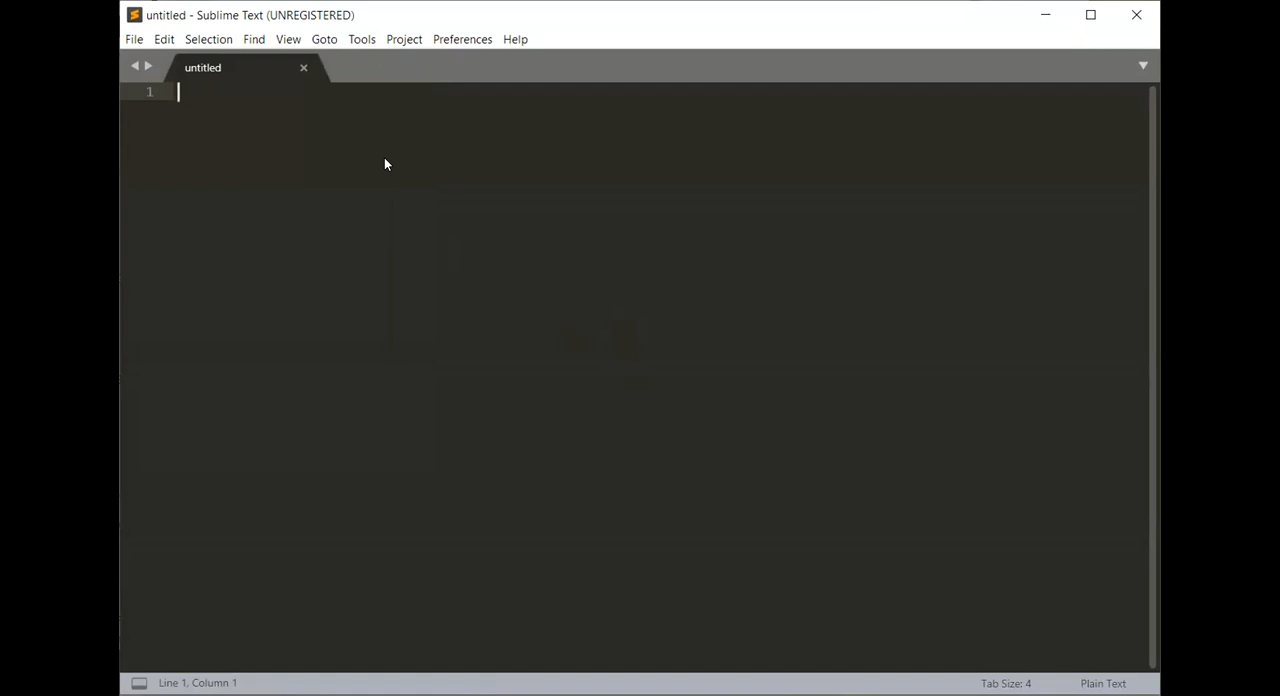 untitled - Sublime Text (UNREGISTERED)
File Edit Selection Find View Goto Tools Project Preferences Help
untitled
1
Line 1, Column 1 Tab Size: 4 Plain Text